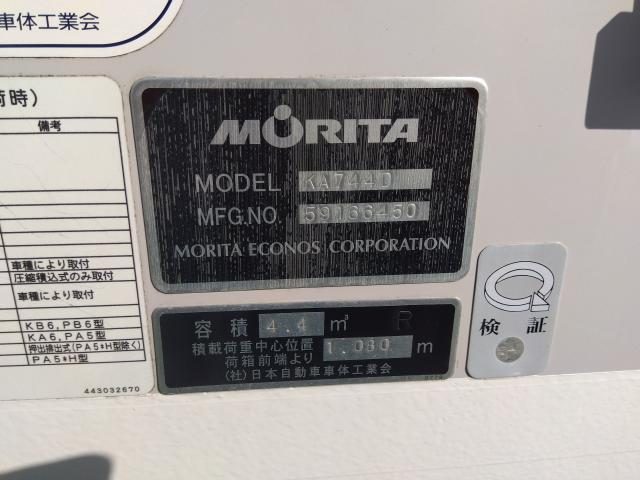 車体工業会
荷時)
備考
車種により取付
圧縮積込式のみ取付
車種により取付
KB6,PB6型
KA6,PA5型
押出排出式(PA5*H型除く)
PA5*H型
443032670
MORITA
MODEL KA744D
MFG.NO. 59166450
MORITA ECONOS CORPORATION
容積 4.4 m³ R
積載荷重中心位置
荷箱前端より 1.080 m
(社)日本自動車車体工業会
検 証